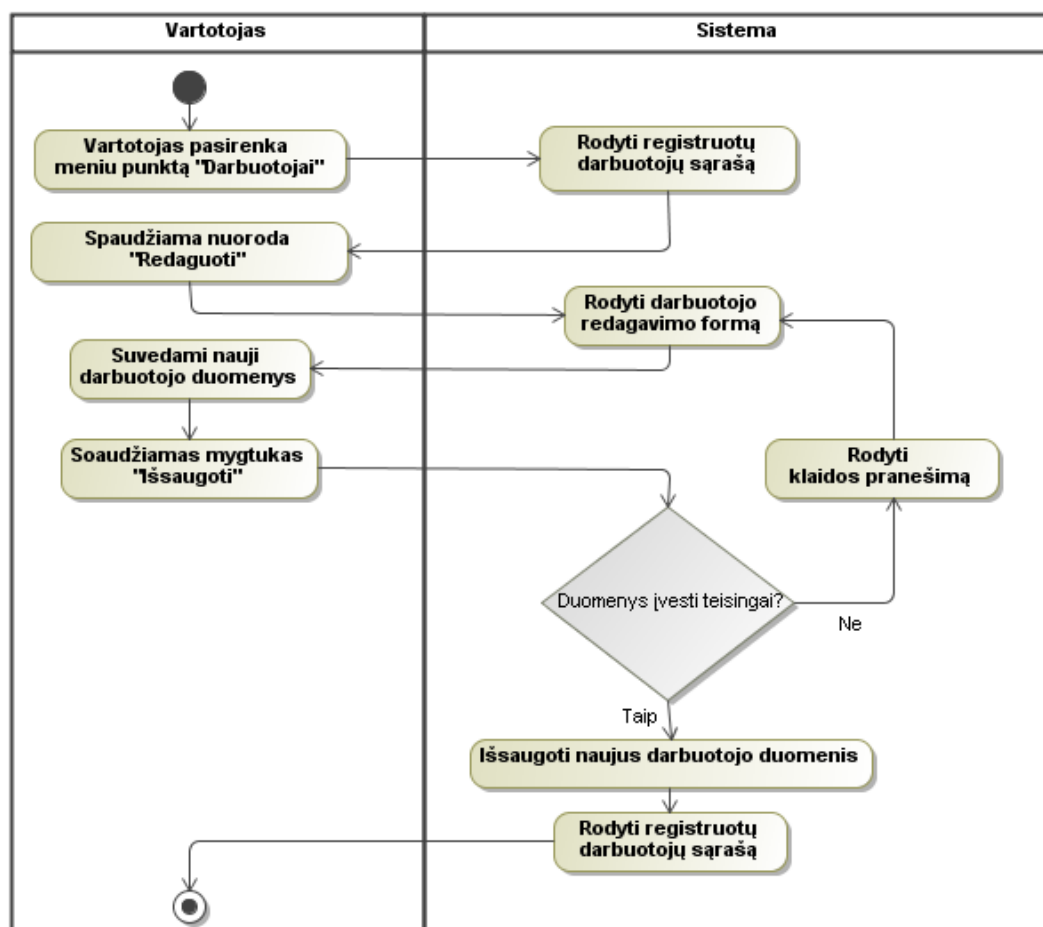 Vartotojas
Sistema
Vartotojas pasirenka
meniu punktą "Darbuotojai"
Rodyti registruotų
darbuotojų sąrašą
Spaudžiama nuoroda
"Redaguoti"
Rodyti darbuotojo
redagavimo formą
Suvedami nauji
darbuotojo duomenys
Soaudžiamas mygtukas
"Išsaugoti"
Rodyti
klaidos pranešimą
Duomenys įvesti teisingai?
Ne
Taip
Išsaugoti naujus darbuotojo duomenis
Rodyti registruotų
darbuotojų sąrašą